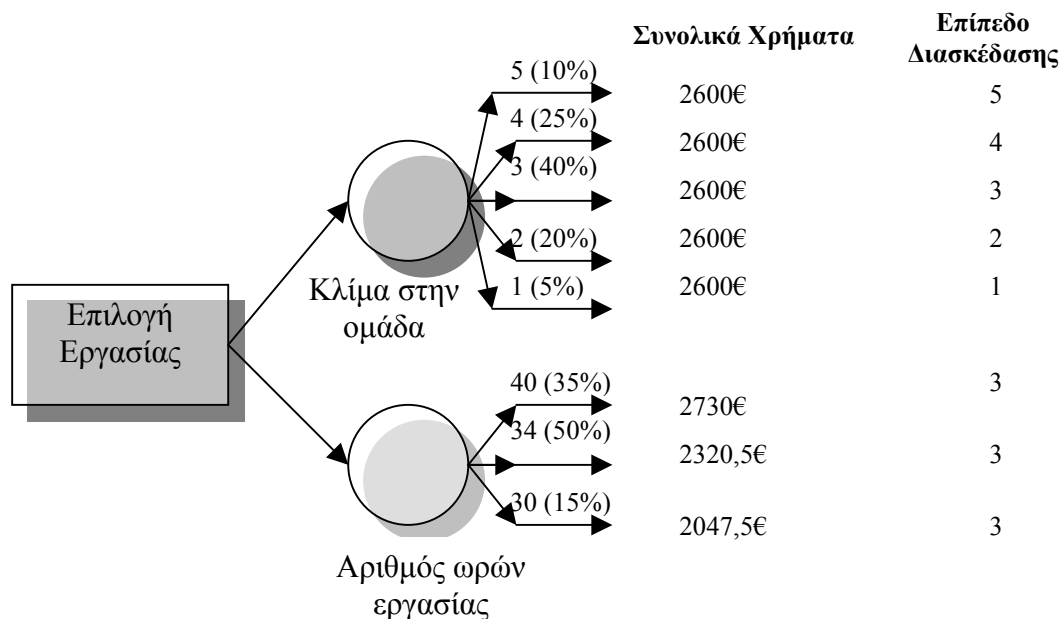 Συνολικά Χρήματα
Επίπεδο
Διασκέδασης
5 (10%)
2600€
5
4 (25%)
2600€
4
3 (40%)
2600€
3
2 (20%)
2600€
2
1 (5%)
2600€
1
Κλίμα στην
ομάδα
Επιλογή
Εργασίας
40 (35%)
2730€
3
34 (50%)
2320,5€
3
30 (15%)
2047,5€
3
Αριθμός ωρών
εργασίας